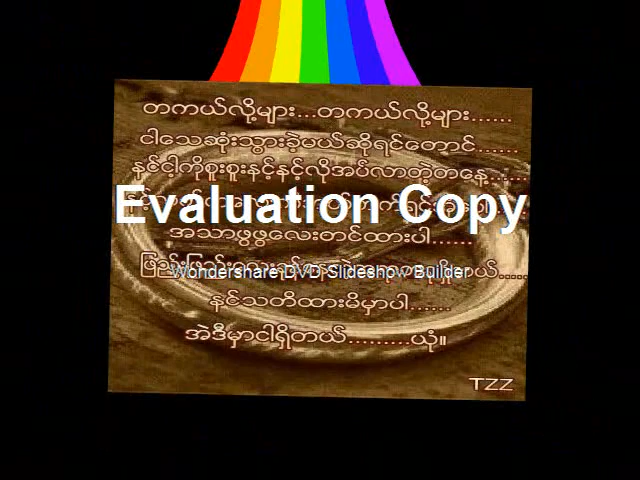 တကယ်လို့များ...တကယ်လို့များ......
ငါသေဆုံးသွားခဲ့မယ်ဆိုရင်တောင်......
နင်ငါ့ကိုစူးစူးနင့်နင့်လိုအပ်လာတဲ့တနေ့......
Evaluation Copy
အသာဖွဖွလေးတင်ထားပါ......
Wondershare DVD Slideshow Builder
နင်သတိထားမိမှာပါ......
အဲဒီမှာငါရှိတယ်.........ယုံ။
TZZ